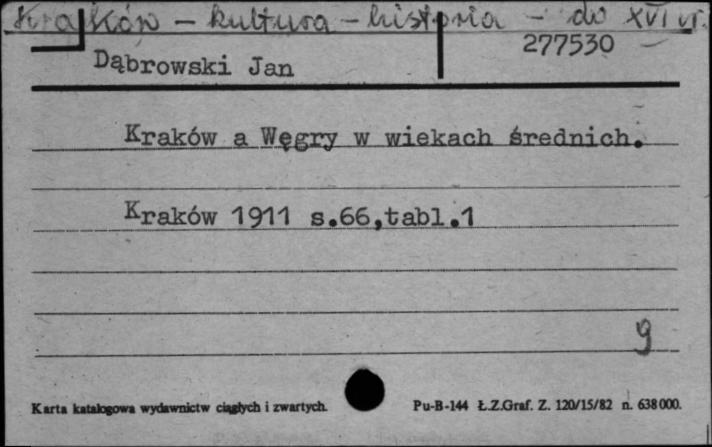 Kraków - kultura - historia - do XVI w.
277530
Dąbrowski Jan
Kraków a Węgry w wiekach średnich.
Kraków 1911 s.66,tabl.1
g
Karta katalogowa wydawnictw ciągłych i zwartych.
Pu-B-144 Ł.Z.Graf. Z. 120/15/82 n. 638000.